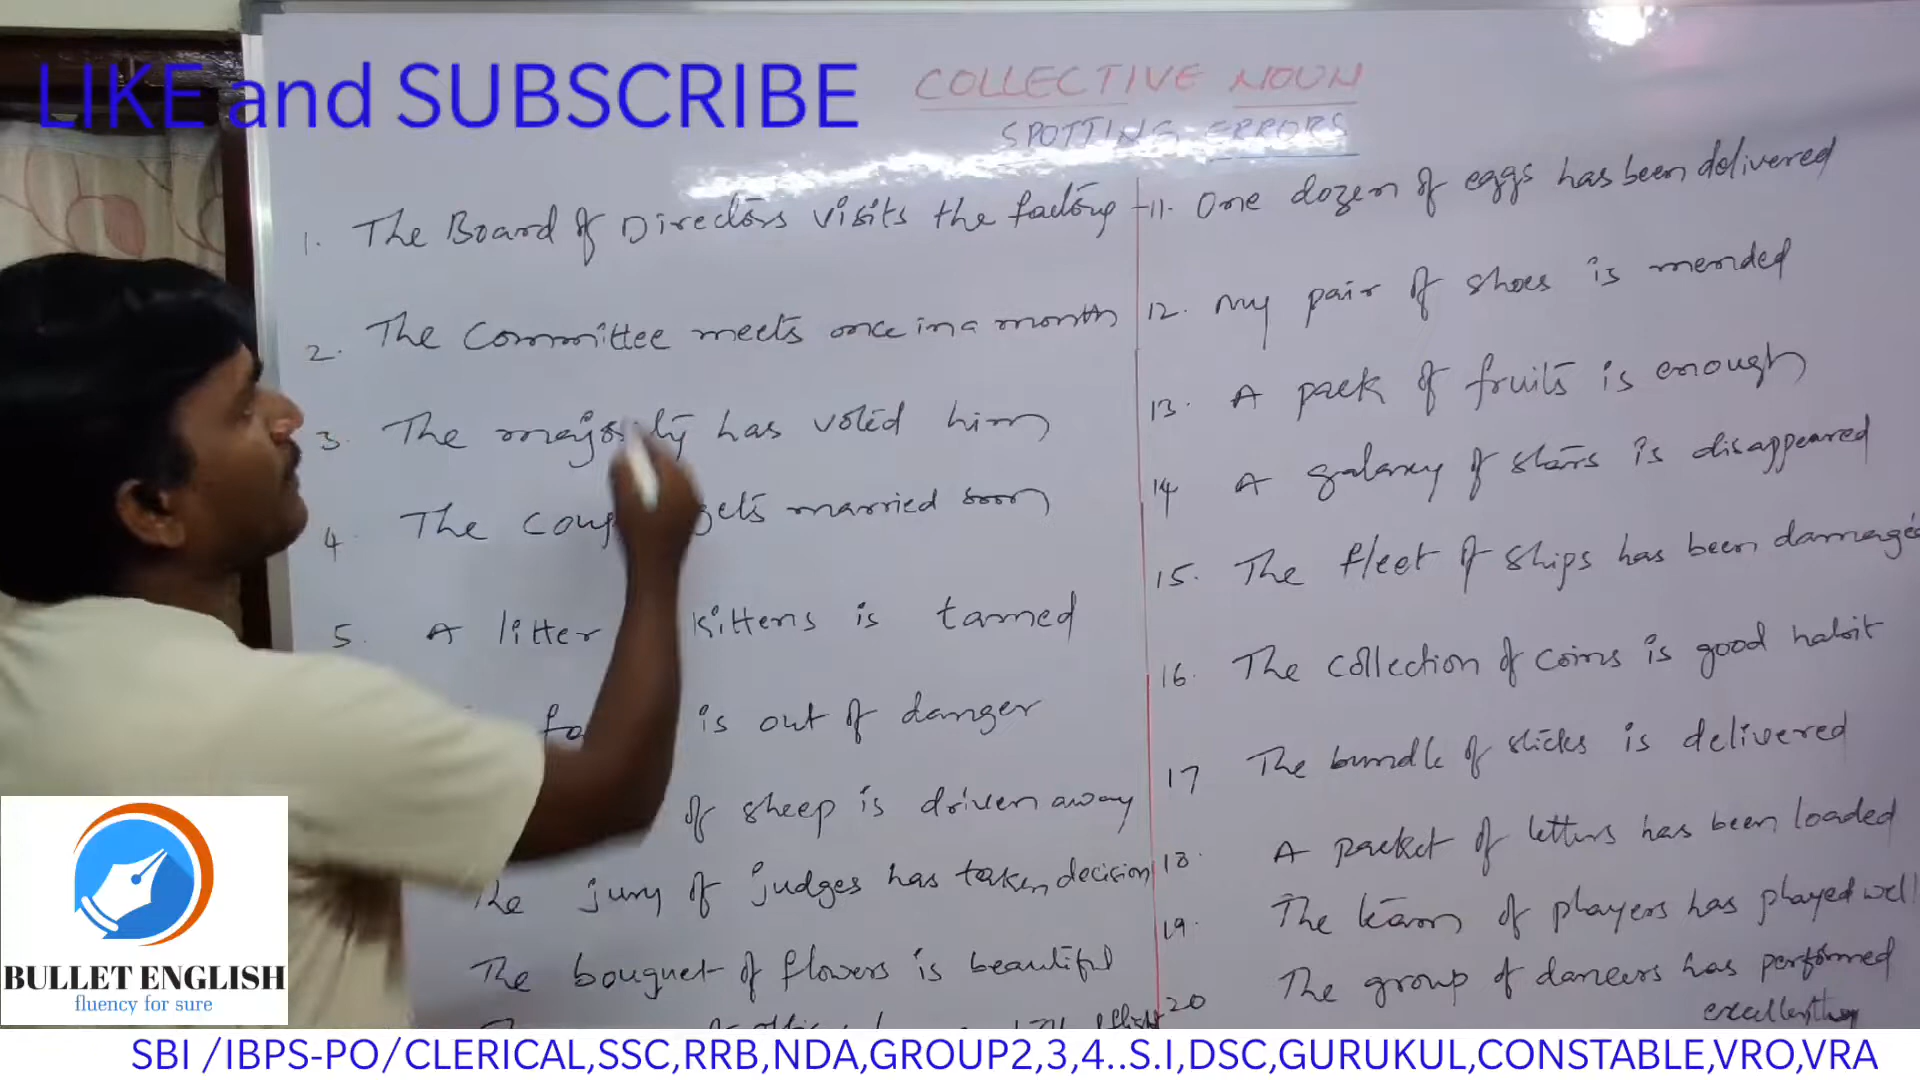 LIKE and SUBSCRIBE
COLLECTIVE NOUN
SPOTTING ERRORS
1. The Board of Directors visits the factory
2. The Committee meets once in a month
3. The majority has voted him
4. The gets married soon
5. A litter kittens is tamed
is out of danger
of sheep is driven away
The jury of judges has taken decision
The bouquet of flowers is beautiful
11. One dozen of eggs has been delivered
12. My pair of shoes is mended
13. A pack of fruits is enough
14 A galaxy of stars is disappeared
15. The fleet of ships has been damaged
16. The collection of coins is good habit
17 The bundle of sticks is delivered
18. A packet of letters has been loaded
19. The team of players has played well
20 The group of dancers has performed
excellently
BULLET ENGLISH
fluency for sure
SBI /IBPS-PO/CLERICAL,SSC,RRB,NDA,GROUP2,3,4..S.I,DSC,GURUKUL,CONSTABLE,VRO,VRA